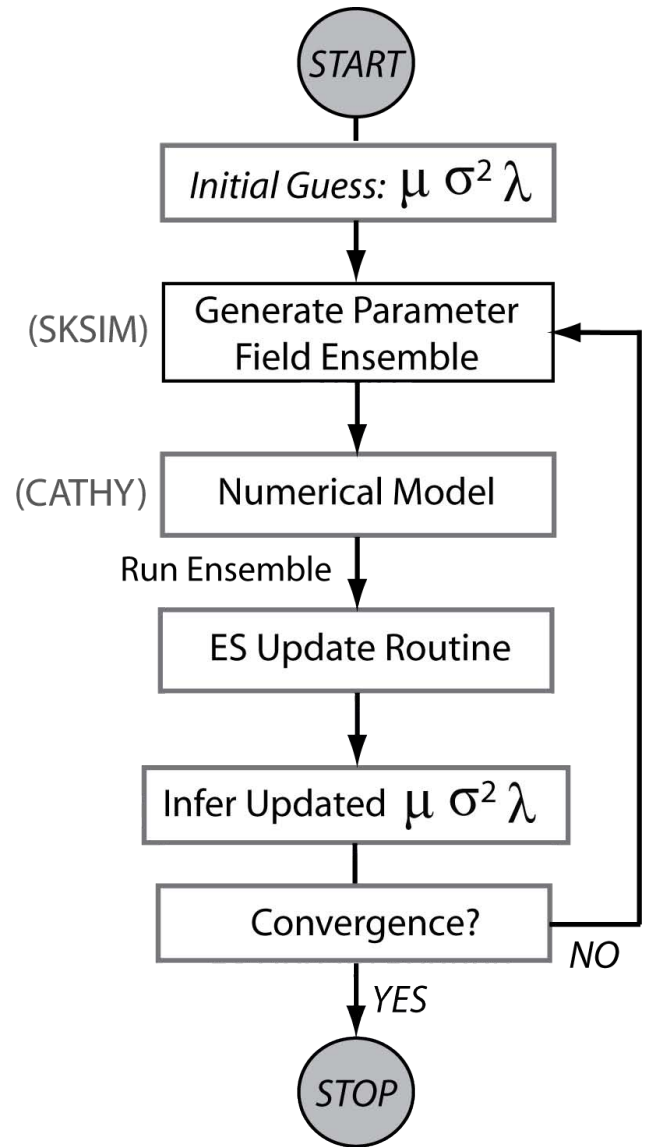 START
Initial Guess: μ σ² λ
(SKSIM)
Generate Parameter
Field Ensemble
(CATHY)
Numerical Model
Run Ensemble
ES Update Routine
Infer Updated μ σ² λ
Convergence?
NO
YES
STOP